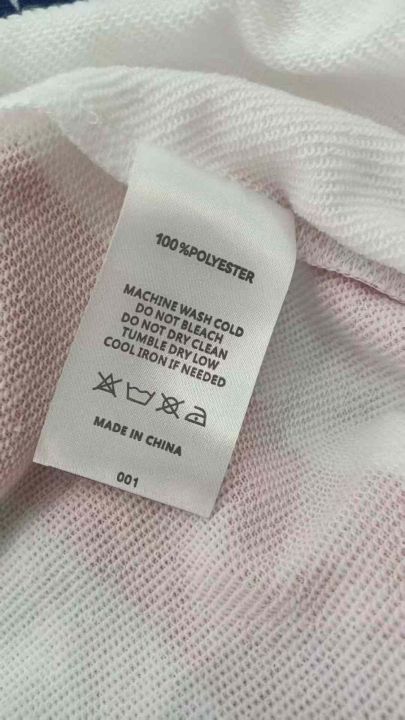 100%POLYESTER
MACHINE WASH COLD
DO NOT BLEACH
DO NOT DRY CLEAN
TUMBLE DRY LOW
COOL IRON IF NEEDED
MADE IN CHINA
001